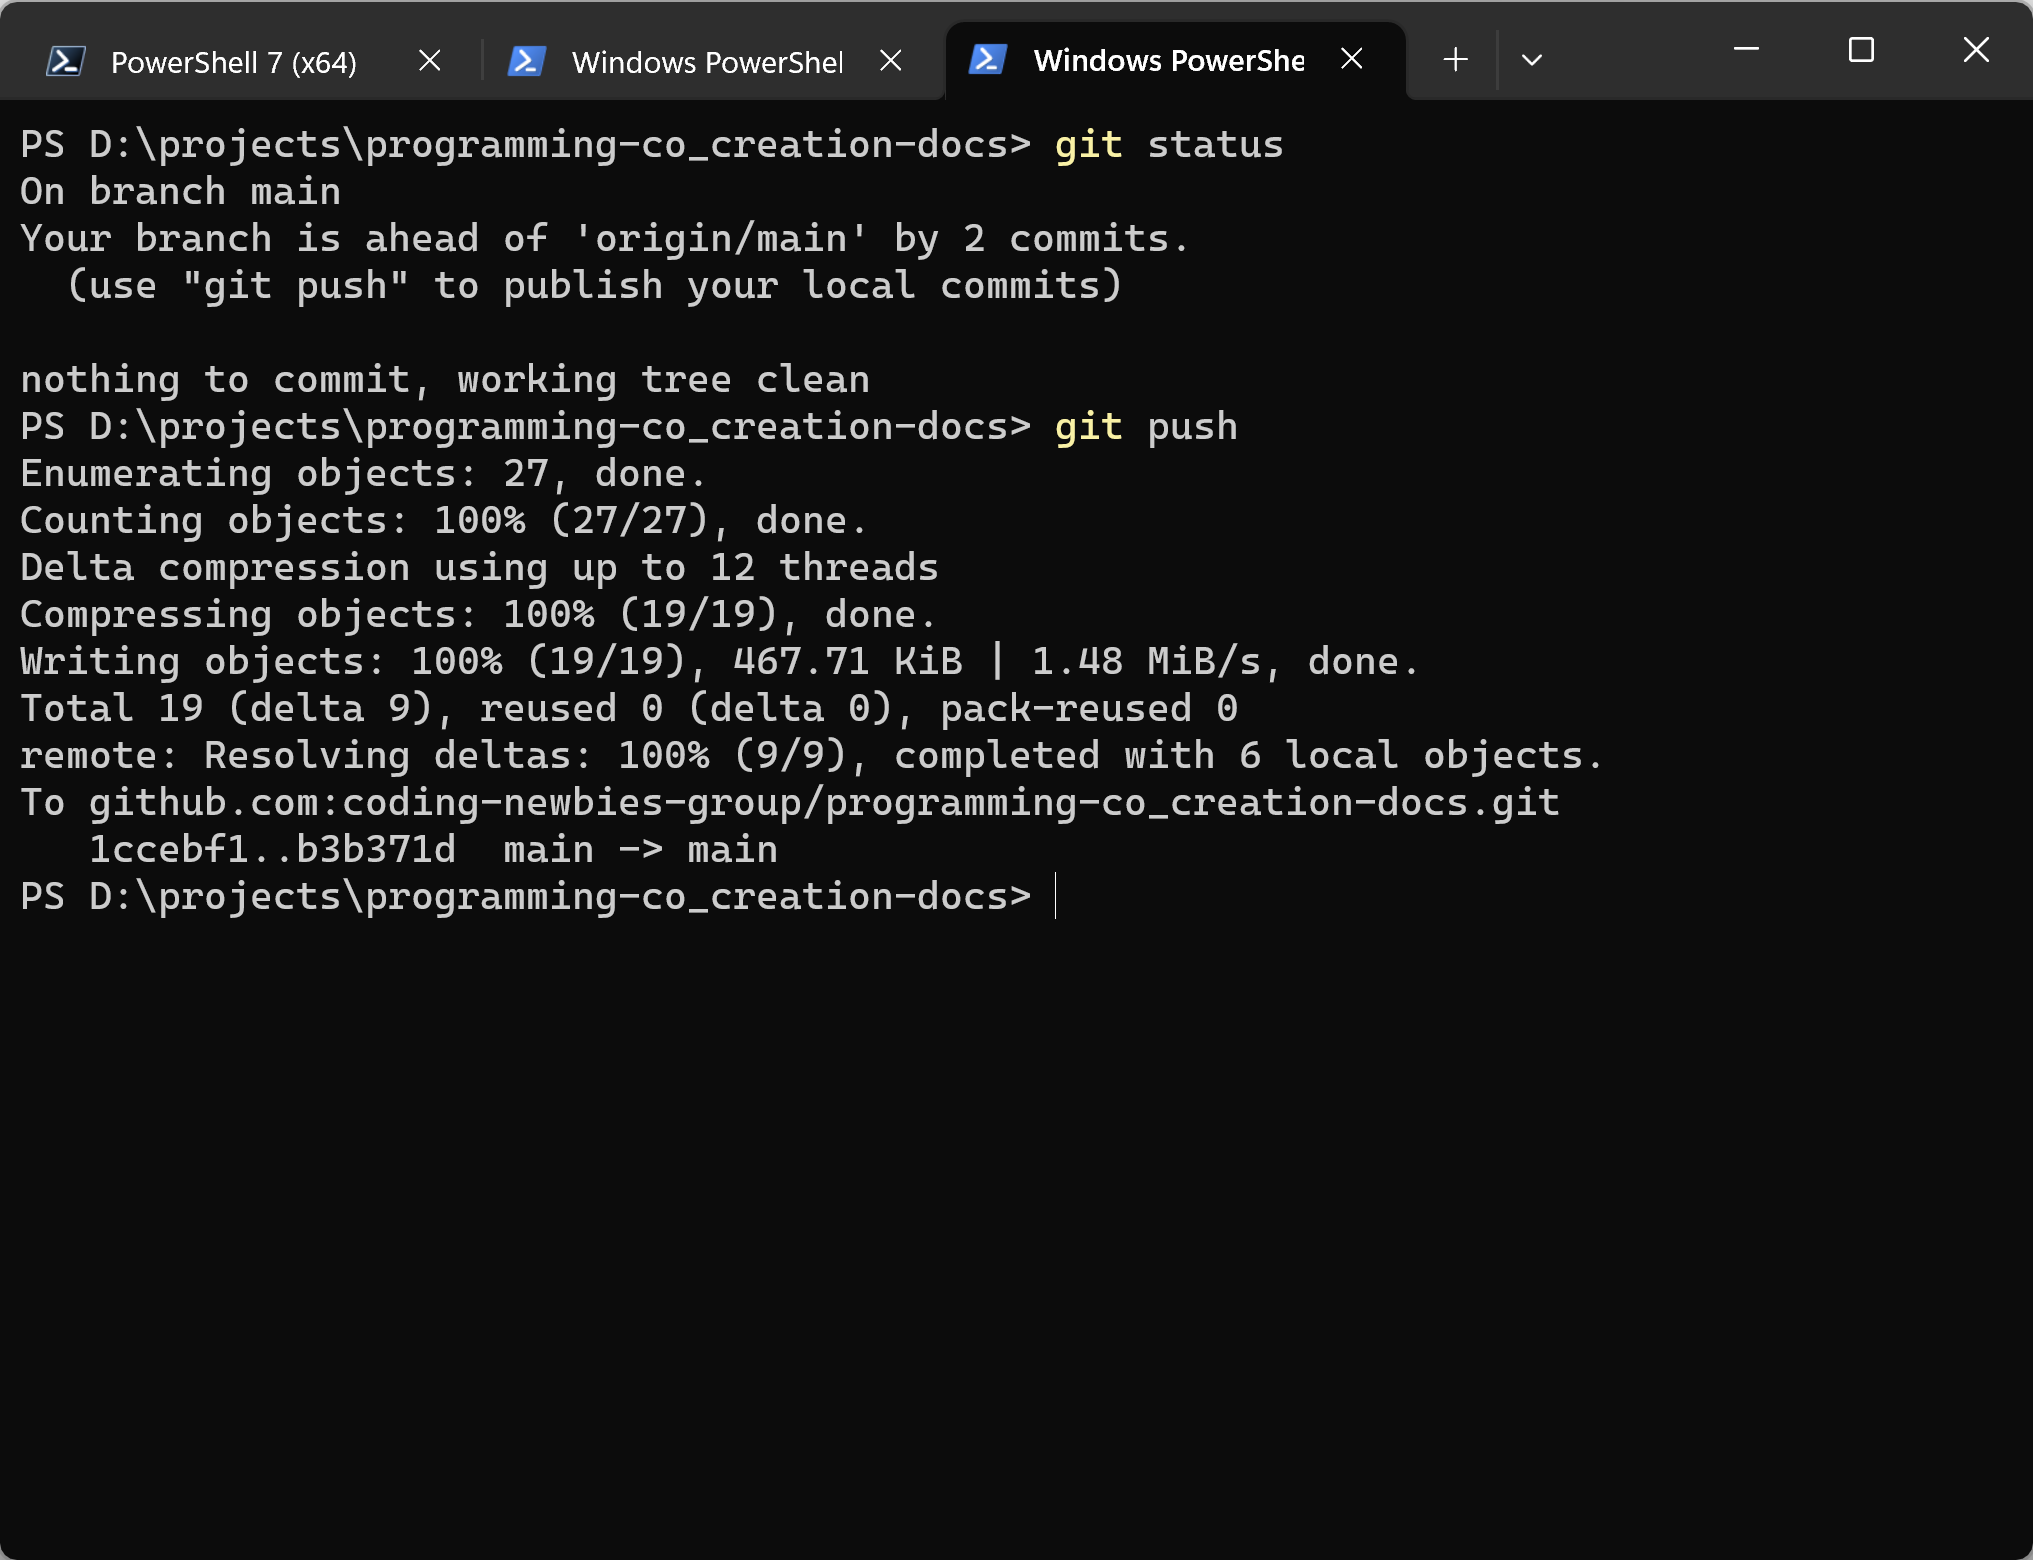 PowerShell 7 (x64)
Windows PowerShel
Windows PowerShe
PS D:\projects\programming-co_creation-docs> git status
On branch main
Your branch is ahead of 'origin/main' by 2 commits.
  (use "git push" to publish your local commits)

nothing to commit, working tree clean
PS D:\projects\programming-co_creation-docs> git push
Enumerating objects: 27, done.
Counting objects: 100% (27/27), done.
Delta compression using up to 12 threads
Compressing objects: 100% (19/19), done.
Writing objects: 100% (19/19), 467.71 KiB | 1.48 MiB/s, done.
Total 19 (delta 9), reused 0 (delta 0), pack-reused 0
remote: Resolving deltas: 100% (9/9), completed with 6 local objects.
To github.com:coding-newbies-group/programming-co_creation-docs.git
   1ccebf1..b3b371d  main -> main
PS D:\projects\programming-co_creation-docs>